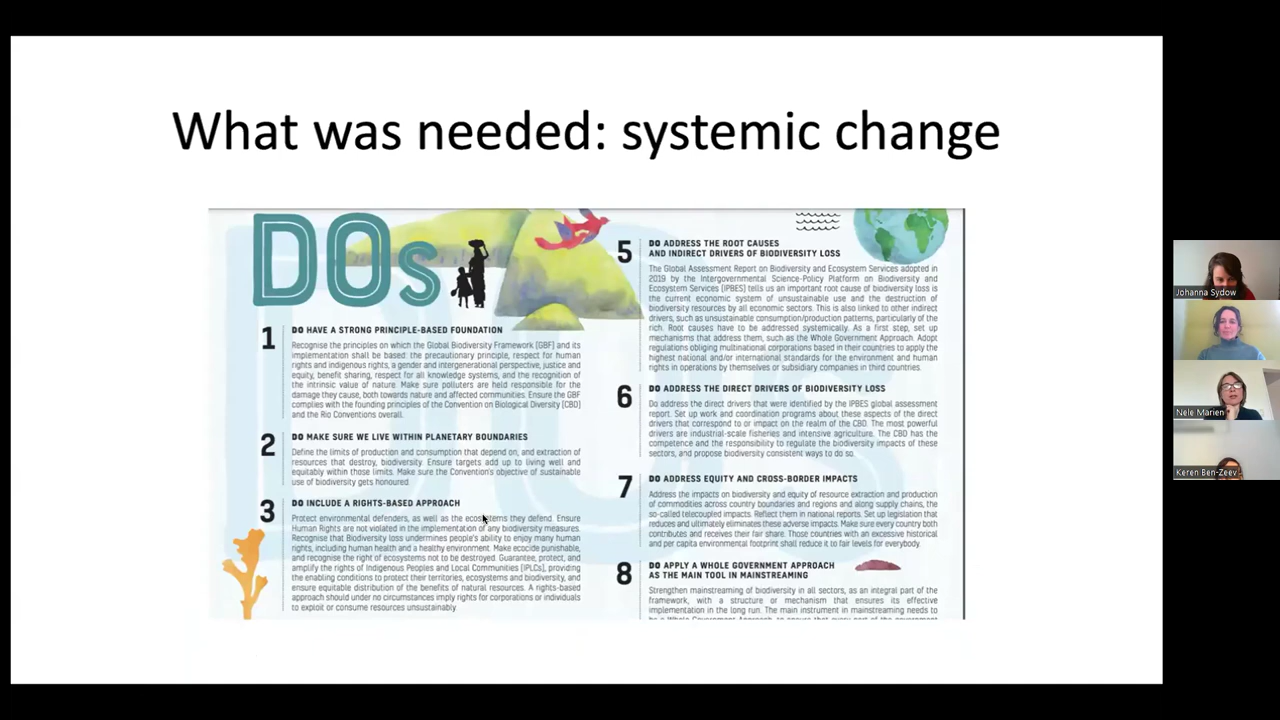 What was needed: systemic change
DOs
1
DO HAVE A STRONG PRINCIPLE-BASED FOUNDATION
Recognise the principles on which the Global Biodiversity Framework (GBF) and its
implementation shall be based: the precautionary principle, respect for human
rights and indigenous rights, a gender and intergenerational perspective, justice and
equity, benefit sharing, respect for all knowledge systems, and the recognition of
the intrinsic value of nature. Make sure polluters are held responsible for the
damage they cause, both towards nature and affected communities. Ensure the GBF
complies with the founding principles of the Convention on Biological Diversity (CBD)
and the Rio Conventions overall.
2
DO MAKE SURE WE LIVE WITHIN PLANETARY BOUNDARIES
Define the limits of production and consumption that depend on, and extraction of
resources that destroy, biodiversity. Ensure targets add up to living well and
equitably within those limits. Make sure the Convention's objective of sustainable
use of biodiversity gets honoured.
3
DO INCLUDE A RIGHTS-BASED APPROACH
Protect environmental defenders, as well as the ecosystems they defend. Ensure
Human Rights are not violated in the implementation of any biodiversity measures.
Recognise that Biodiversity loss undermines people's ability to enjoy many human
rights, including human health and a healthy environment. Make ecocide punishable,
and recognise the right of ecosystems not to be destroyed. Guarantee, protect, and
amplify the rights of Indigenous Peoples and Local Communities (IPLCs), providing
the enabling conditions to protect their territories, ecosystems and biodiversity, and
ensure equitable distribution of the benefits of natural resources. A rights-based
approach should under no circumstances imply rights for corporations or individuals
to exploit or consume resources unsustainably.
5
DO ADDRESS THE ROOT CAUSES
AND INDIRECT DRIVERS OF BIODIVERSITY LOSS
The Global Assessment Report on Biodiversity and Ecosystem Services adopted in
2019 by the Intergovernmental Science-Policy Platform on Biodiversity and
Ecosystem Services (IPBES) tells us an important root cause of biodiversity loss is
the current economic system of unsustainable use and the destruction of
biodiversity resources by all economic sectors. This is also linked to other indirect
drivers, such as unsustainable consumption/production patterns, particularly of the
rich. Root causes have to be addressed systemically. As a first step, set up
mechanisms that address them, such as the Whole Government Approach. Adopt
regulations obliging multinational corporations based in their countries to apply the
highest national and/or international standards for the environment and human
rights in operations by themselves or subsidiary companies in third countries.
6
DO ADDRESS THE DIRECT DRIVERS OF BIODIVERSITY LOSS
Do address the direct drivers that were identified by the IPBES global assessment
report. Set up work and coordination programs about these aspects of the direct
drivers that correspond to or impact on the realm of the CBD. The most powerful
drivers are industrial-scale fisheries and intensive agriculture. The CBD has the
competence and the responsibility to regulate the biodiversity impacts of these
sectors, and propose biodiversity consistent ways to do so.
7
DO ADDRESS EQUITY AND CROSS-BORDER IMPACTS
Address the impacts on biodiversity and equity of resource extraction and production
of commodities across country boundaries and regions and along supply chains, the
so-called telecoupled impacts. Reflect them in national reports. Set up legislation that
reduces and ultimately eliminates these adverse impacts. Make sure every country both
contributes and receives their fair share. Those countries with an excessive historical
and per capita environmental footprint shall reduce it to fair levels for everybody.
8
DO APPLY A WHOLE GOVERNMENT APPROACH
AS THE MAIN TOOL IN MAINSTREAMING
Strengthen mainstreaming of biodiversity in all sectors, as an integral part of the
framework, with a structure or mechanism that ensures its effective
implementation in the long run. The main instrument in mainstreaming needs to
be a Whole Government Approach, to ensure that every part of the government
Johanna Sydow
Nele Marien
Keren Ben-Zeev